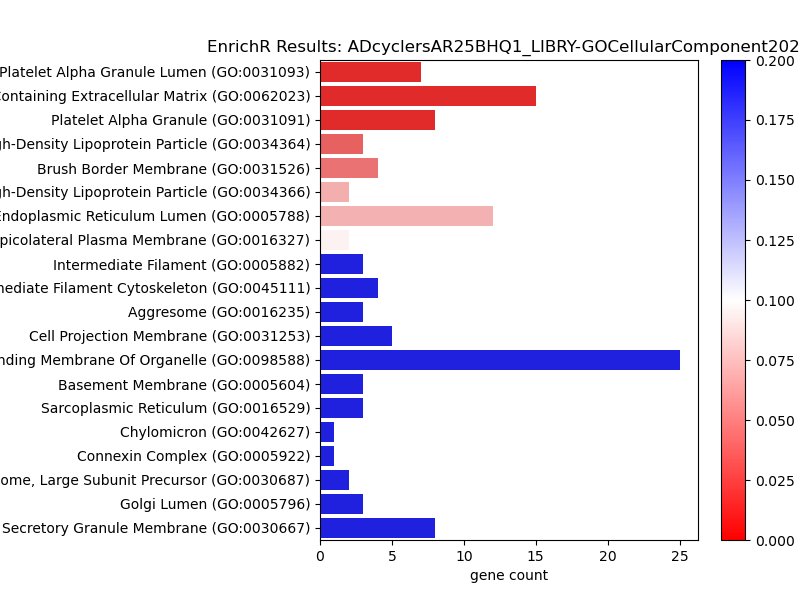 EnrichR Results: ADcyclersAR25BHQ1_LIBRY-GOCellularComponent202
Platelet Alpha Granule Lumen (GO:0031093)
Containing Extracellular Matrix (GO:0062023)
Platelet Alpha Granule (GO:0031091)
gh-Density Lipoprotein Particle (GO:0034364)
Brush Border Membrane (GO:0031526)
gh-Density Lipoprotein Particle (GO:0034366)
Endoplasmic Reticulum Lumen (GO:0005788)
picolateral Plasma Membrane (GO:0016327)
Intermediate Filament (GO:0005882)
mediate Filament Cytoskeleton (GO:0045111)
Aggresome (GO:0016235)
Cell Projection Membrane (GO:0031253)
nding Membrane Of Organelle (GO:0098588)
Basement Membrane (GO:0005604)
Sarcoplasmic Reticulum (GO:0016529)
Chylomicron (GO:0042627)
Connexin Complex (GO:0005922)
ome, Large Subunit Precursor (GO:0030687)
Golgi Lumen (GO:0005796)
Secretory Granule Membrane (GO:0030667)
0 5 10 15 20 25
gene count
0.200
0.175
0.150
0.125
0.100
0.075
0.050
0.025
0.000